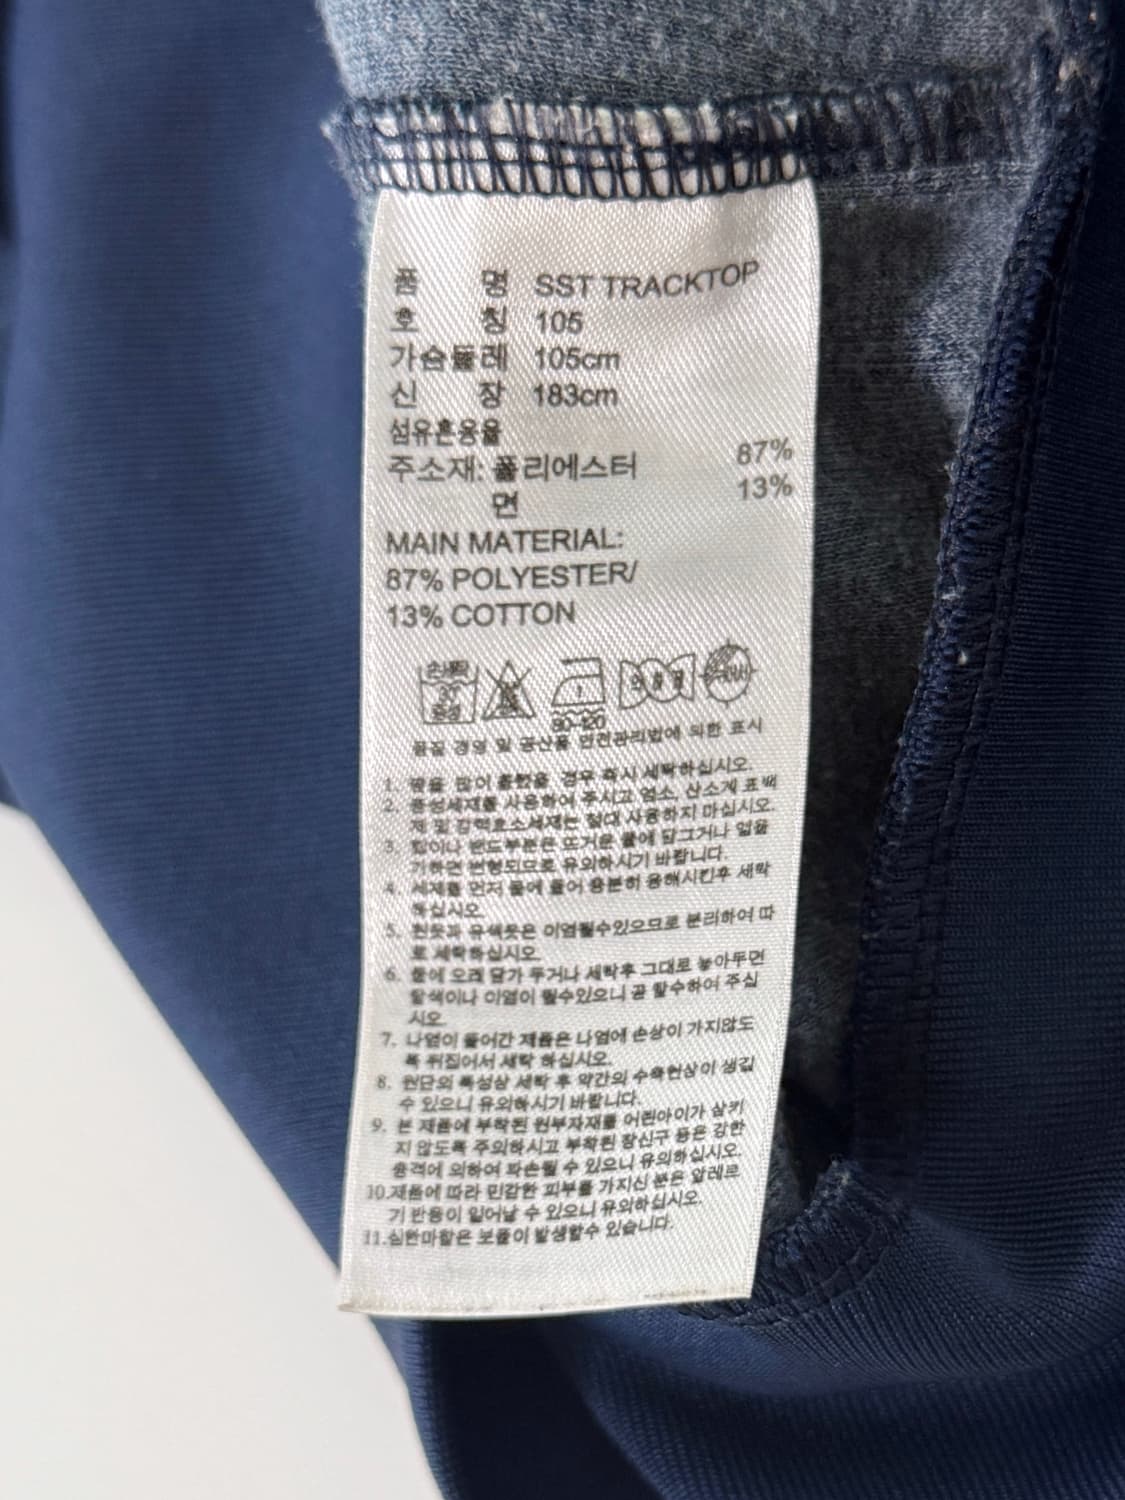 품 명 SST TRACKTOP
호 칭 105
가슴둘레 105cm
신 장 183cm
섬유혼용율
주소재: 폴리에스터 87%
면 13%
MAIN MATERIAL:
87% POLYESTER/
13% COTTON
손세탁
80-120
품질 경영 및 공산품 안전관리법에 의한 표시
1. 땀을 많이 흘렸을 경우 즉시 세탁하십시오.
2. 중성세제를 사용하여 주시고 염소, 산소계 표백
제 및 강력효소세제는 절대 사용하지 마십시오.
3. 립이나 밴드부분은 뜨거운 물에 담그거나 열을
가하면 변형되므로 유의하시기 바랍니다.
4. 세제를 먼저 물에 풀어 충분히 용해시킨후 세탁
하십시오.
5. 흰옷과 유색옷은 이염될수있으므로 분리하여 따
로 세탁하십시오.
6. 물에 오래 담가 두거나 세탁후 그대로 놓아두면
탈색이나 이염이 될수있으니 곧 탈수하여 주십
시오.
7. 나염이 들어간 제품은 나염에 손상이 가지않도
록 뒤집어서 세탁 하십시오.
8. 원단의 특성상 세탁 후 약간의 수축현상이 생길
수 있으니 유의하시기 바랍니다.
9. 본 제품에 부착된 원부자재를 어린아이가 삼키
지 않도록 주의하시고 부착된 장신구 등은 강한
충격에 의하여 파손될 수 있으니 유의하십시오.
10.제품에 따라 민감한 피부를 가지신 분은 알레르
기 반응이 일어날 수 있으니 유의하십시오.
11.심한마찰은 보풀이 발생할수 있습니다.